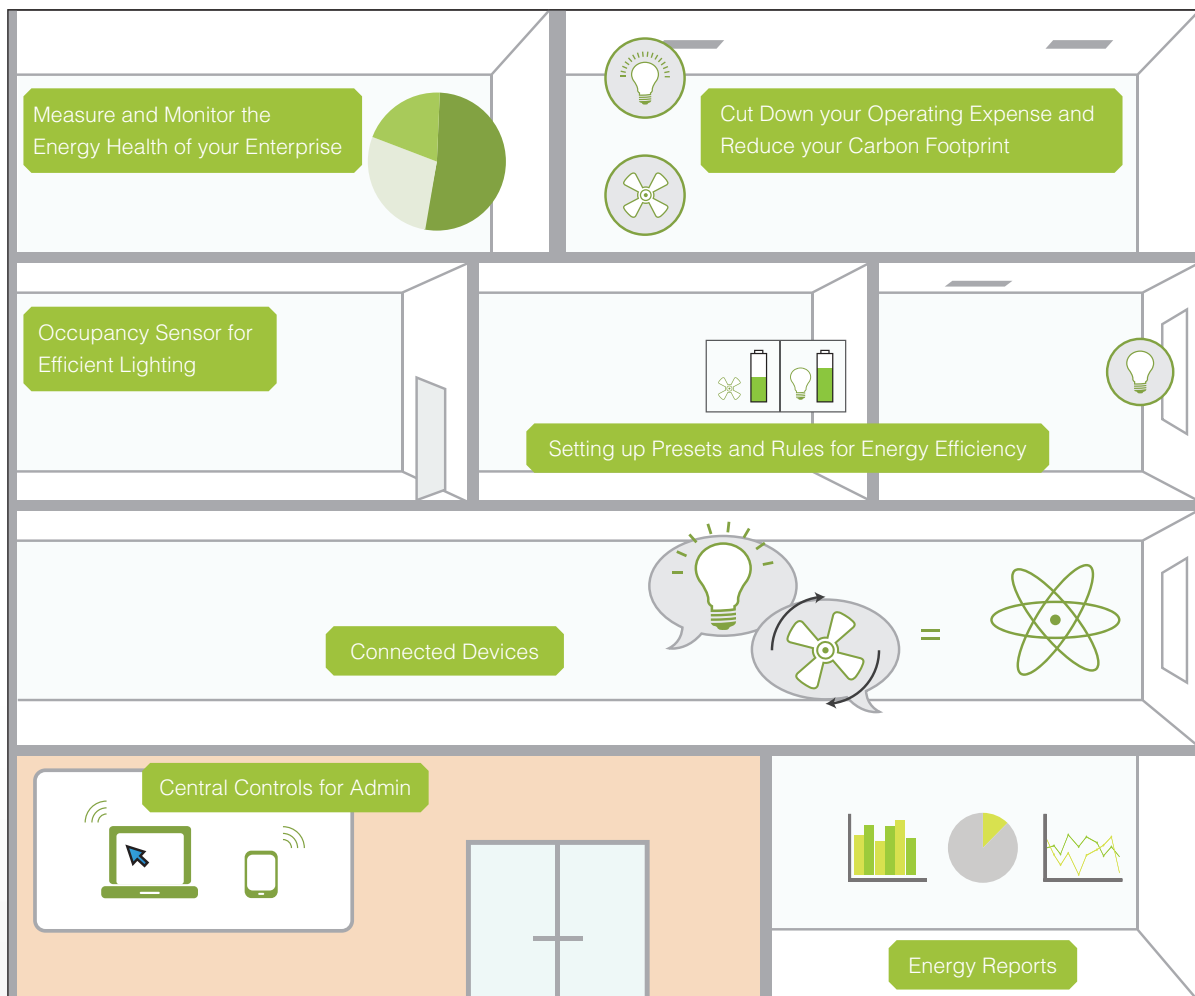 Measure and Monitor the
Energy Health of your Enterprise
Cut Down your Operating Expense and
Reduce your Carbon Footprint
Occupancy Sensor for
Efficient Lighting
Setting up Presets and Rules for Energy Efficiency
Connected Devices
=
Central Controls for Admin
Energy Reports